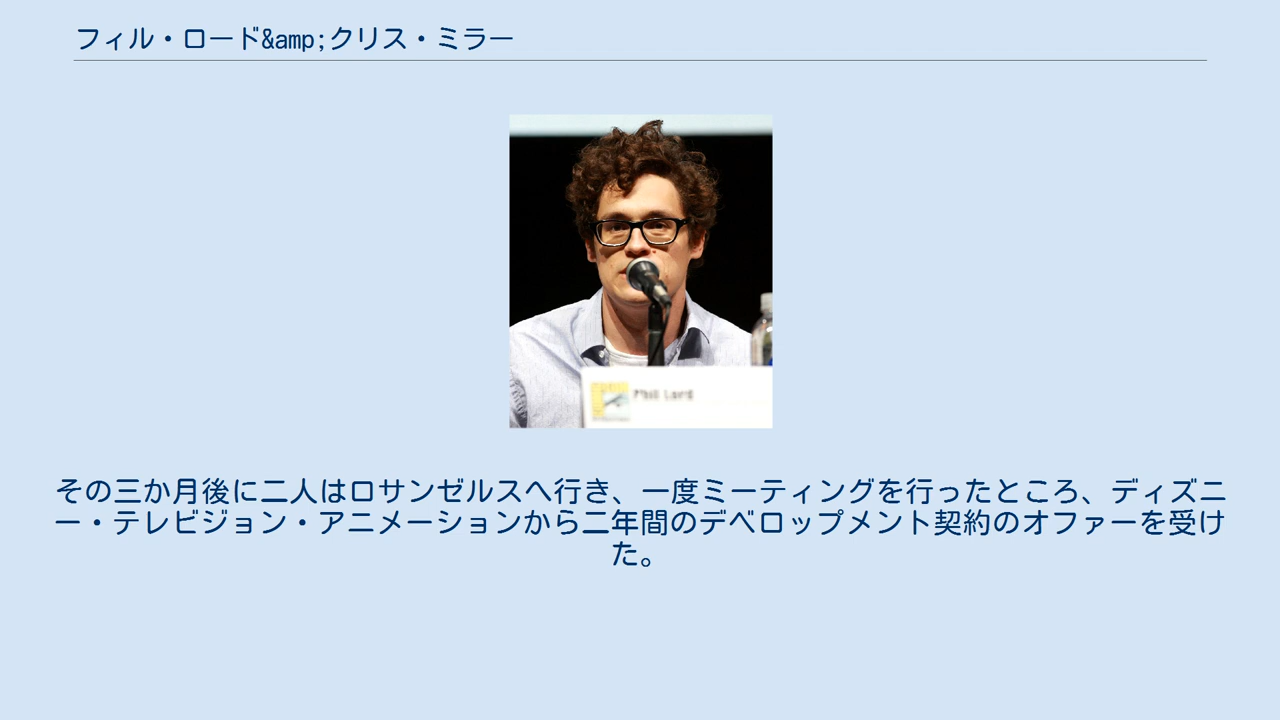 フィル・ロード&amp;クリス・ミラー
Phil Lord
その三か月後に二人はロサンゼルスへ行き、一度ミーティングを行ったところ、ディズニ
ー・テレビジョン・アニメーションから二年間のデベロップメント契約のオファーを受け
た。